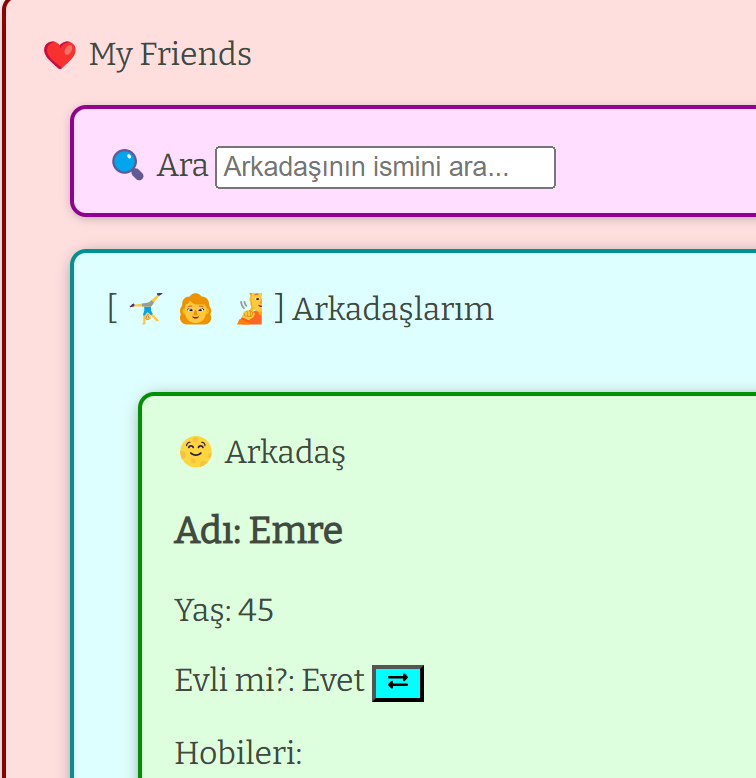 ❤️ My Friends
🔍 Ara Arkadaşının ismini ara...
[ 🤸 🙆 🤽 ] Arkadaşlarım
😊 Arkadaş
Adı: Emre
Yaş: 45
Evli mi?: Evet ⇄
Hobileri: